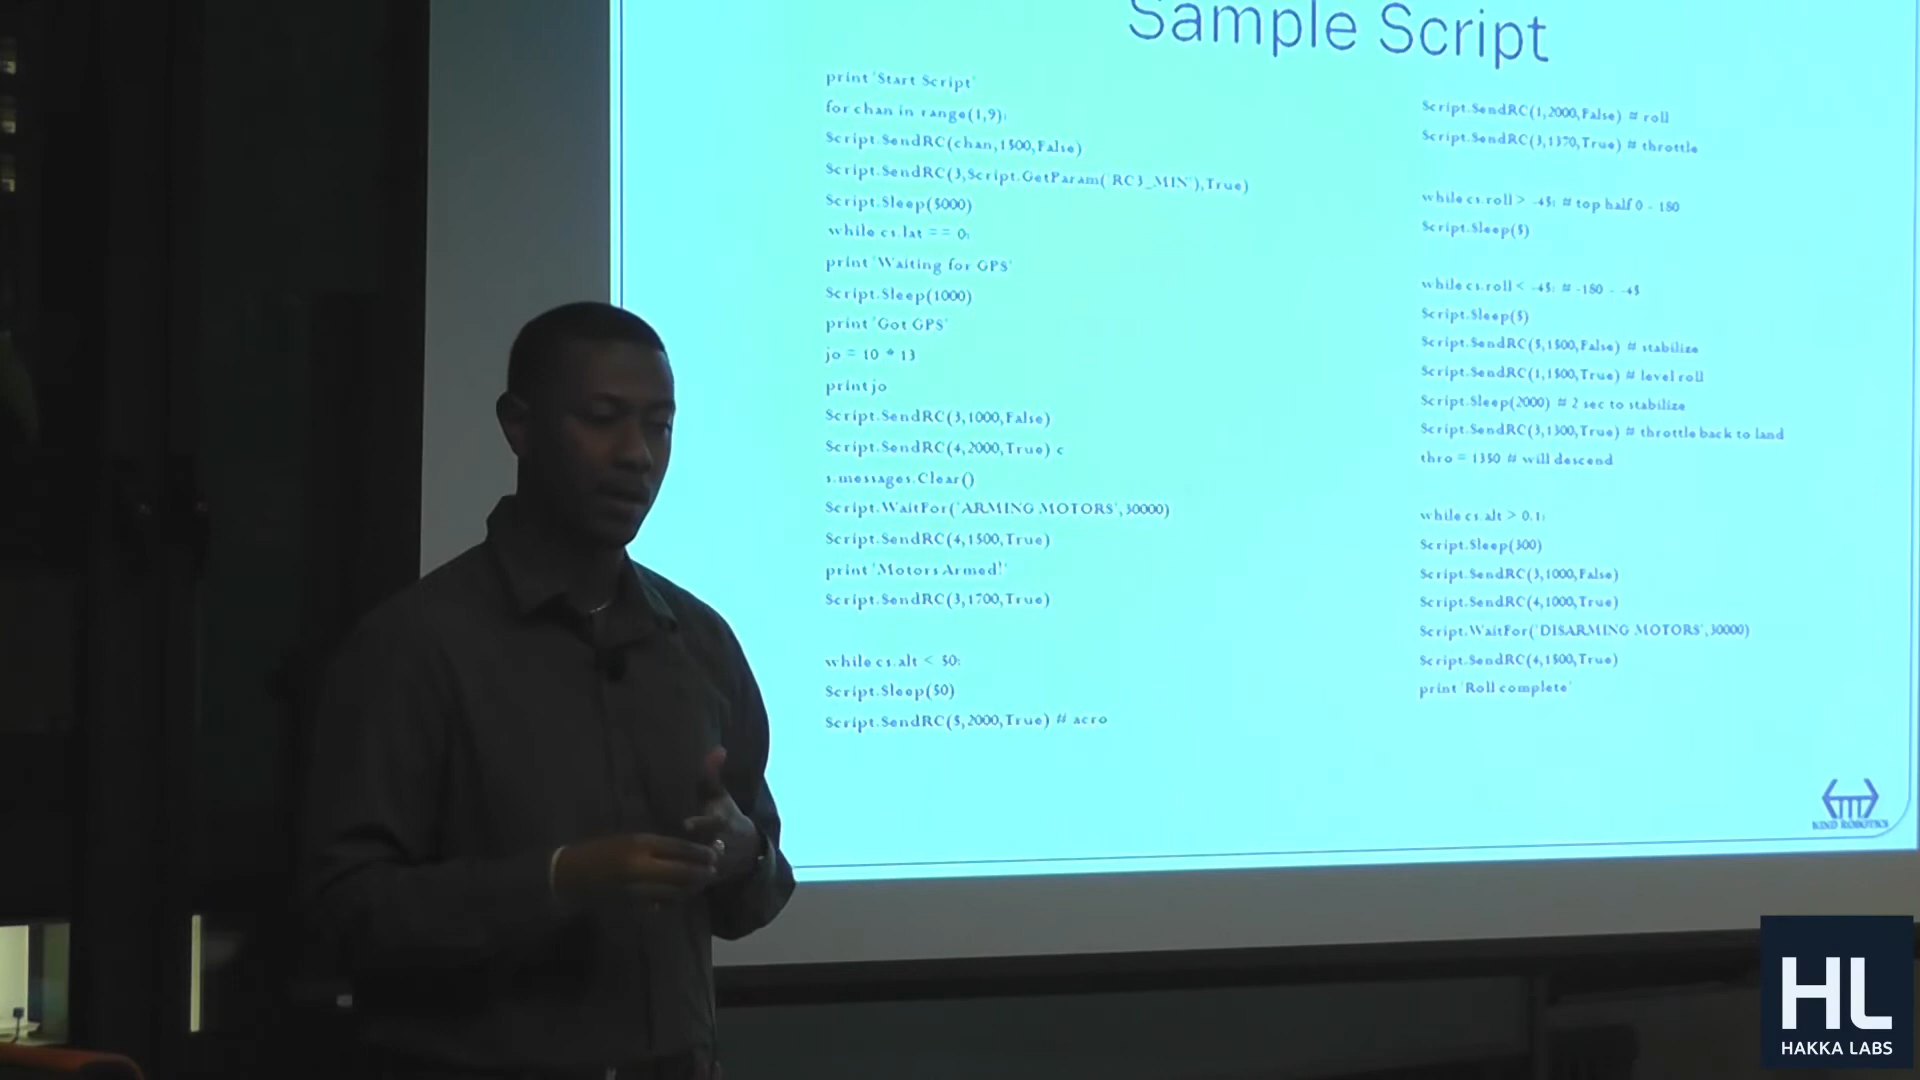 Sample Script
print 'Start Script'
for chan in range(1,9):
Script.SendRC(chan,1500,False)
Script.SendRC(3,Script.GetParam('RC3_MIN'),True)
Script.Sleep(5000)
while cs.lat == 0:
print 'Waiting for GPS'
Script.Sleep(1000)
print 'Got GPS'
jo = 10 * 13
print jo
Script.SendRC(3,1000,False)
Script.SendRC(4,2000,True) c
s.messages.Clear()
Script.WaitFor('ARMING MOTORS',30000)
Script.SendRC(4,1500,True)
print 'Motors Armed!'
Script.SendRC(3,1700,True)
while cs.alt < 50:
Script.Sleep(50)
Script.SendRC(5,2000,True) # acro
Script.SendRC(1,2000,False) # roll
Script.SendRC(3,1370,True) # throttle
while cs.roll > -45: # top half 0 - 180
Script.Sleep(5)
while cs.roll < -45: # -180 - -45
Script.Sleep(5)
Script.SendRC(5,1500,False) # stabilize
Script.SendRC(1,1500,True) # level roll
Script.Sleep(2000) # 2 sec to stabilize
Script.SendRC(3,1300,True) # throttle back to land
thro = 1350 # will descend
while cs.alt > 0.1:
Script.Sleep(300)
Script.SendRC(3,1000,False)
Script.SendRC(4,1000,True)
Script.WaitFor('DISARMING MOTORS',30000)
Script.SendRC(4,1500,True)
print 'Roll complete'
KIND ROBOTICS
HL
HAKKA LABS